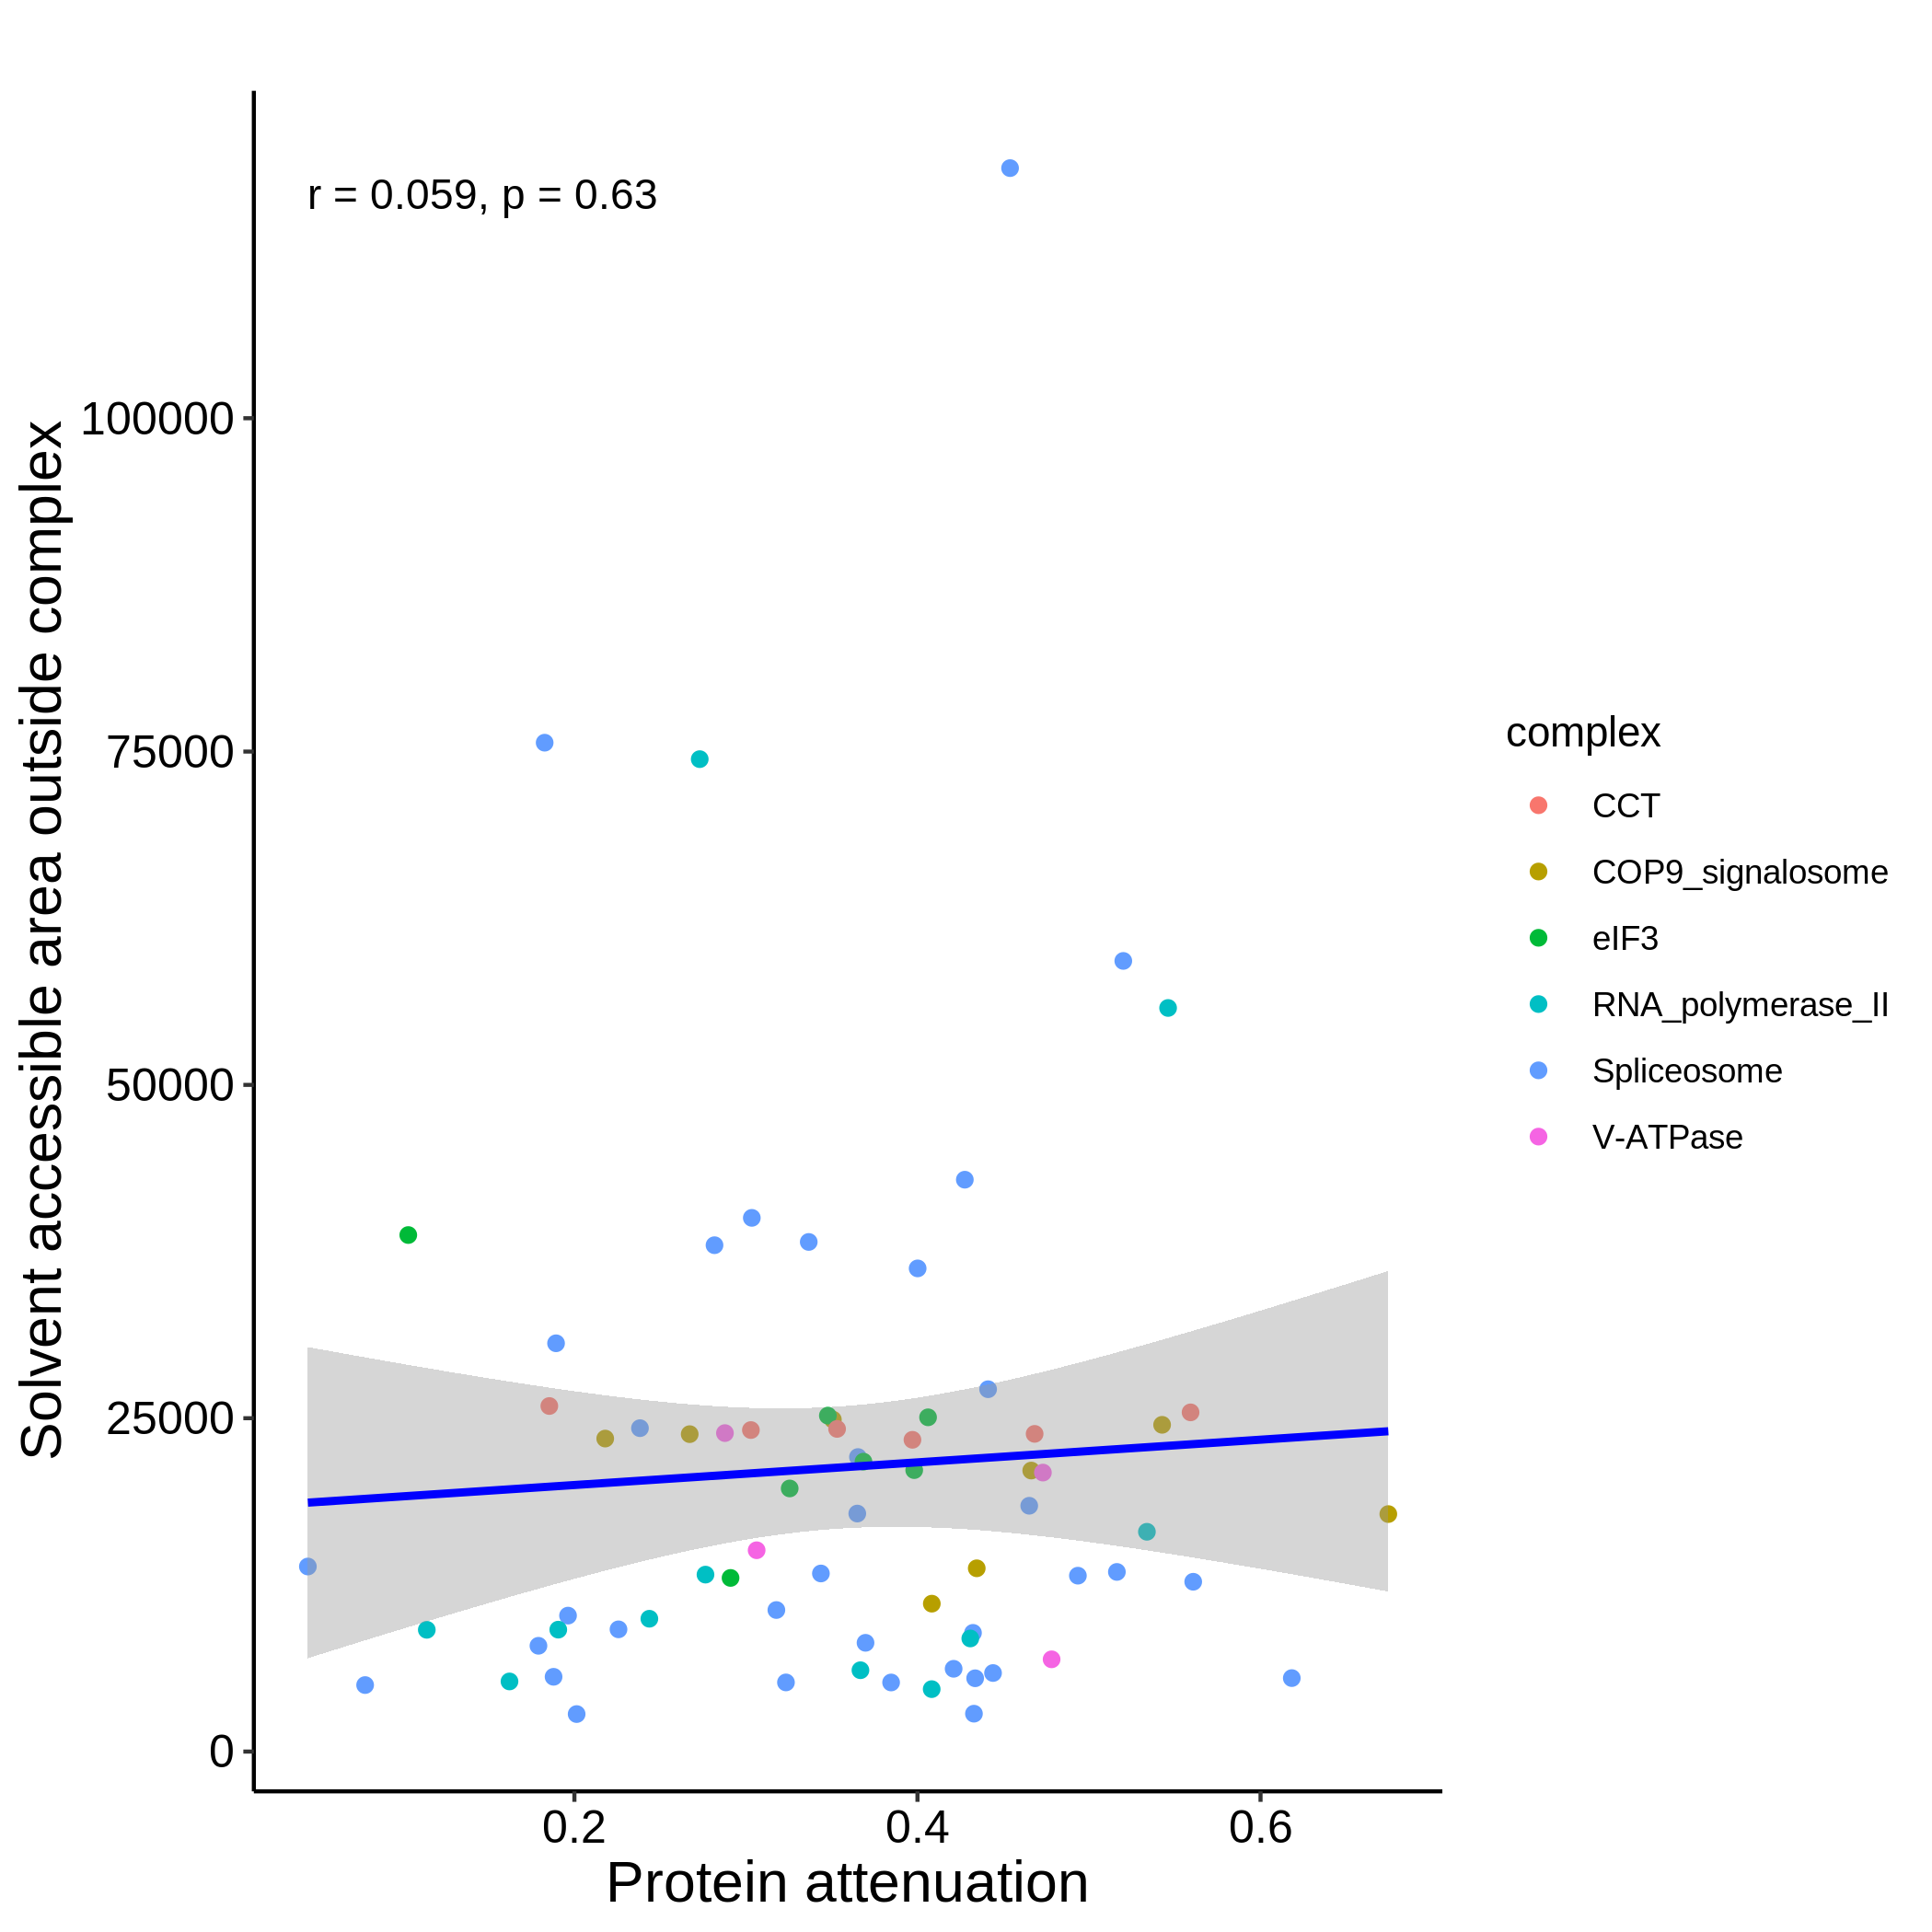 r = 0.059, p = 0.63
Solvent accessible area outside complex
100000
75000
50000
25000
0
0.2
0.4
0.6
Protein attenuation
complex
CCT
COP9_signalosome
eIF3
RNA_polymerase_II
Spliceosome
V-ATPase